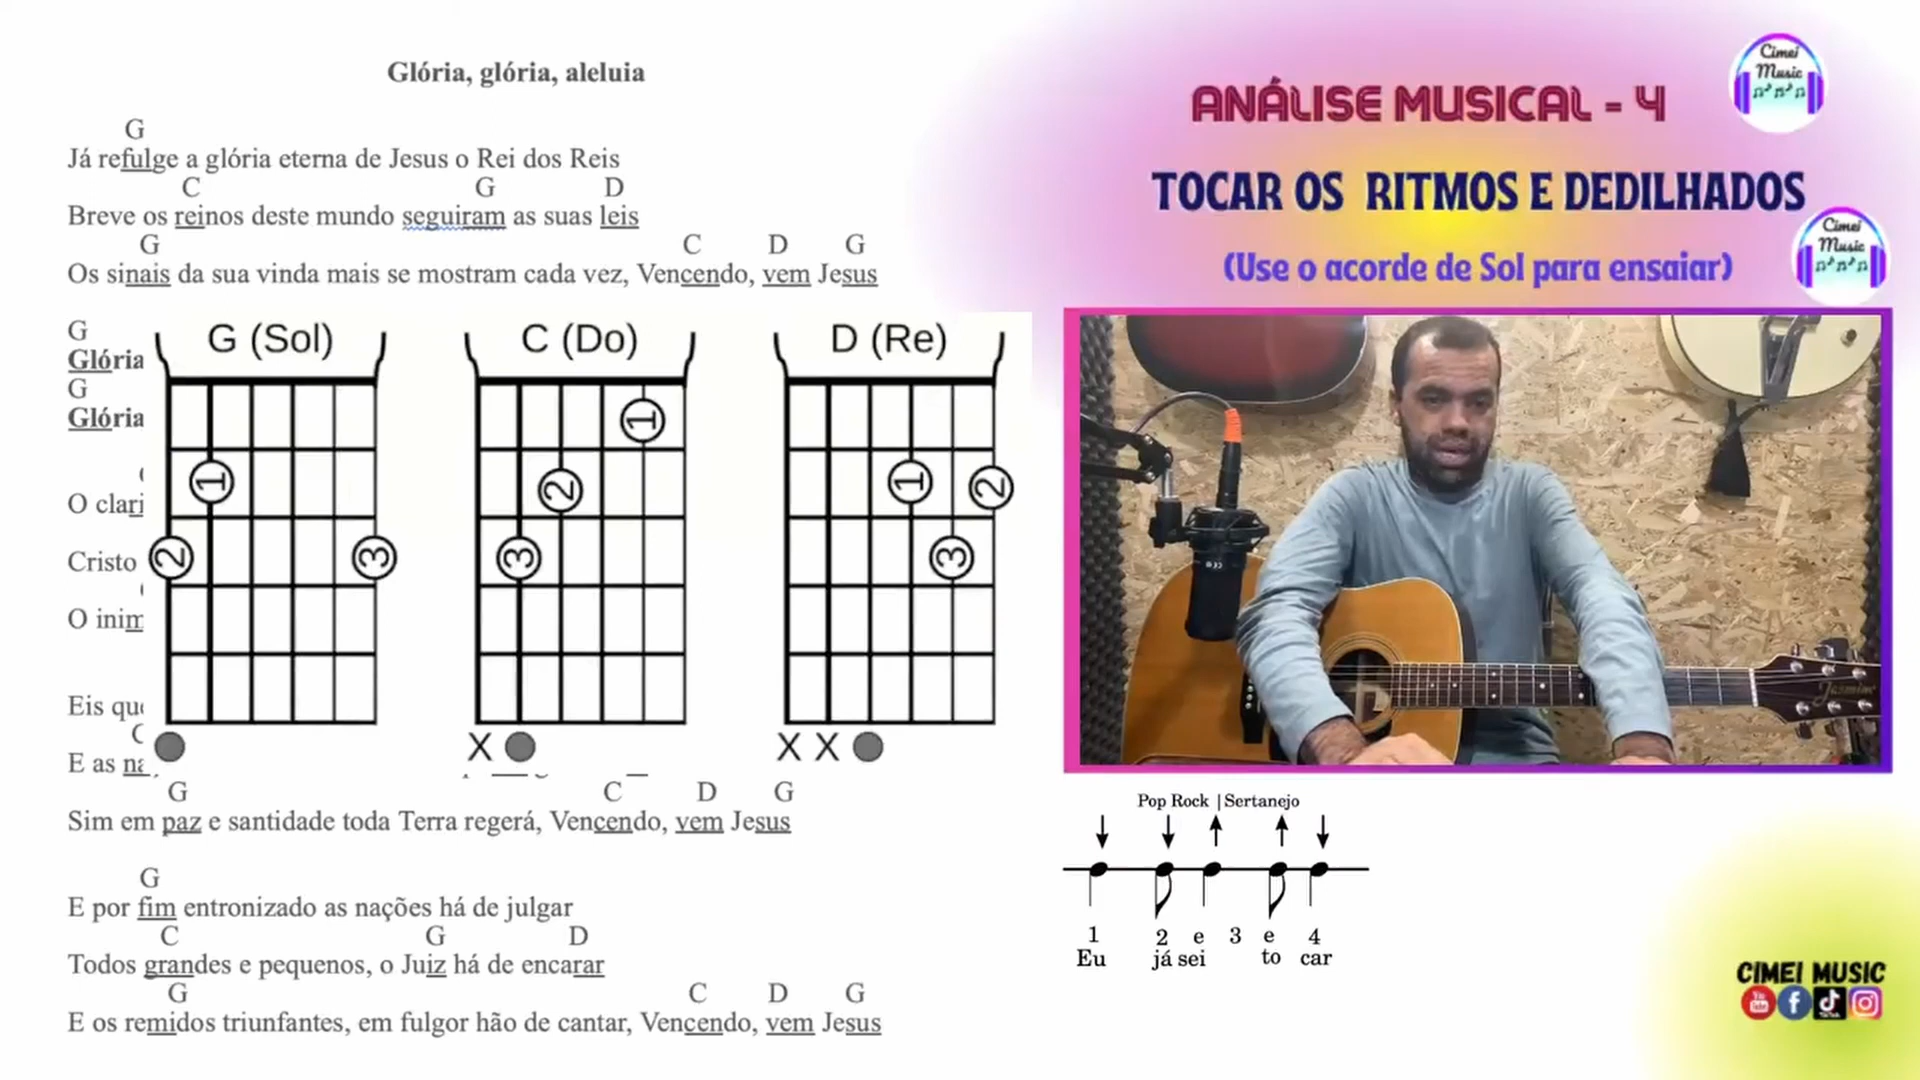 Glória, glória, aleluia
G
Já refulge a glória eterna de Jesus o Rei dos Reis
C G D
Breve os reinos deste mundo seguiram as suas leis
G C D G
Os sinais da sua vinda mais se mostram cada vez, Vencendo, vem Jesus
G
Glória
G
Glória
O clari
Cristo
O inim
Eis que
C
E as na
G C D G
Sim em paz e santidade toda Terra regerá, Vencendo, vem Jesus
G
E por fim entronizado as nações há de julgar
C G D
Todos grandes e pequenos, o Juiz há de encarar
G C D G
E os remidos triunfantes, em fulgor hão de cantar, Vencendo, vem Jesus
G (Sol)
1
2 3
C (Do)
1
2
3
X
D (Re)
1 2
3
X X
ANÁLISE MUSICAL - 4
Cimei Music
TOCAR OS RITMOS E DEDILHADOS
Cimei Music
(Use o acorde de Sol para ensaiar)
Jasmine
Pop Rock | Sertanejo
1 2 e 3 e 4
Eu já sei to car
CIMEI MUSIC